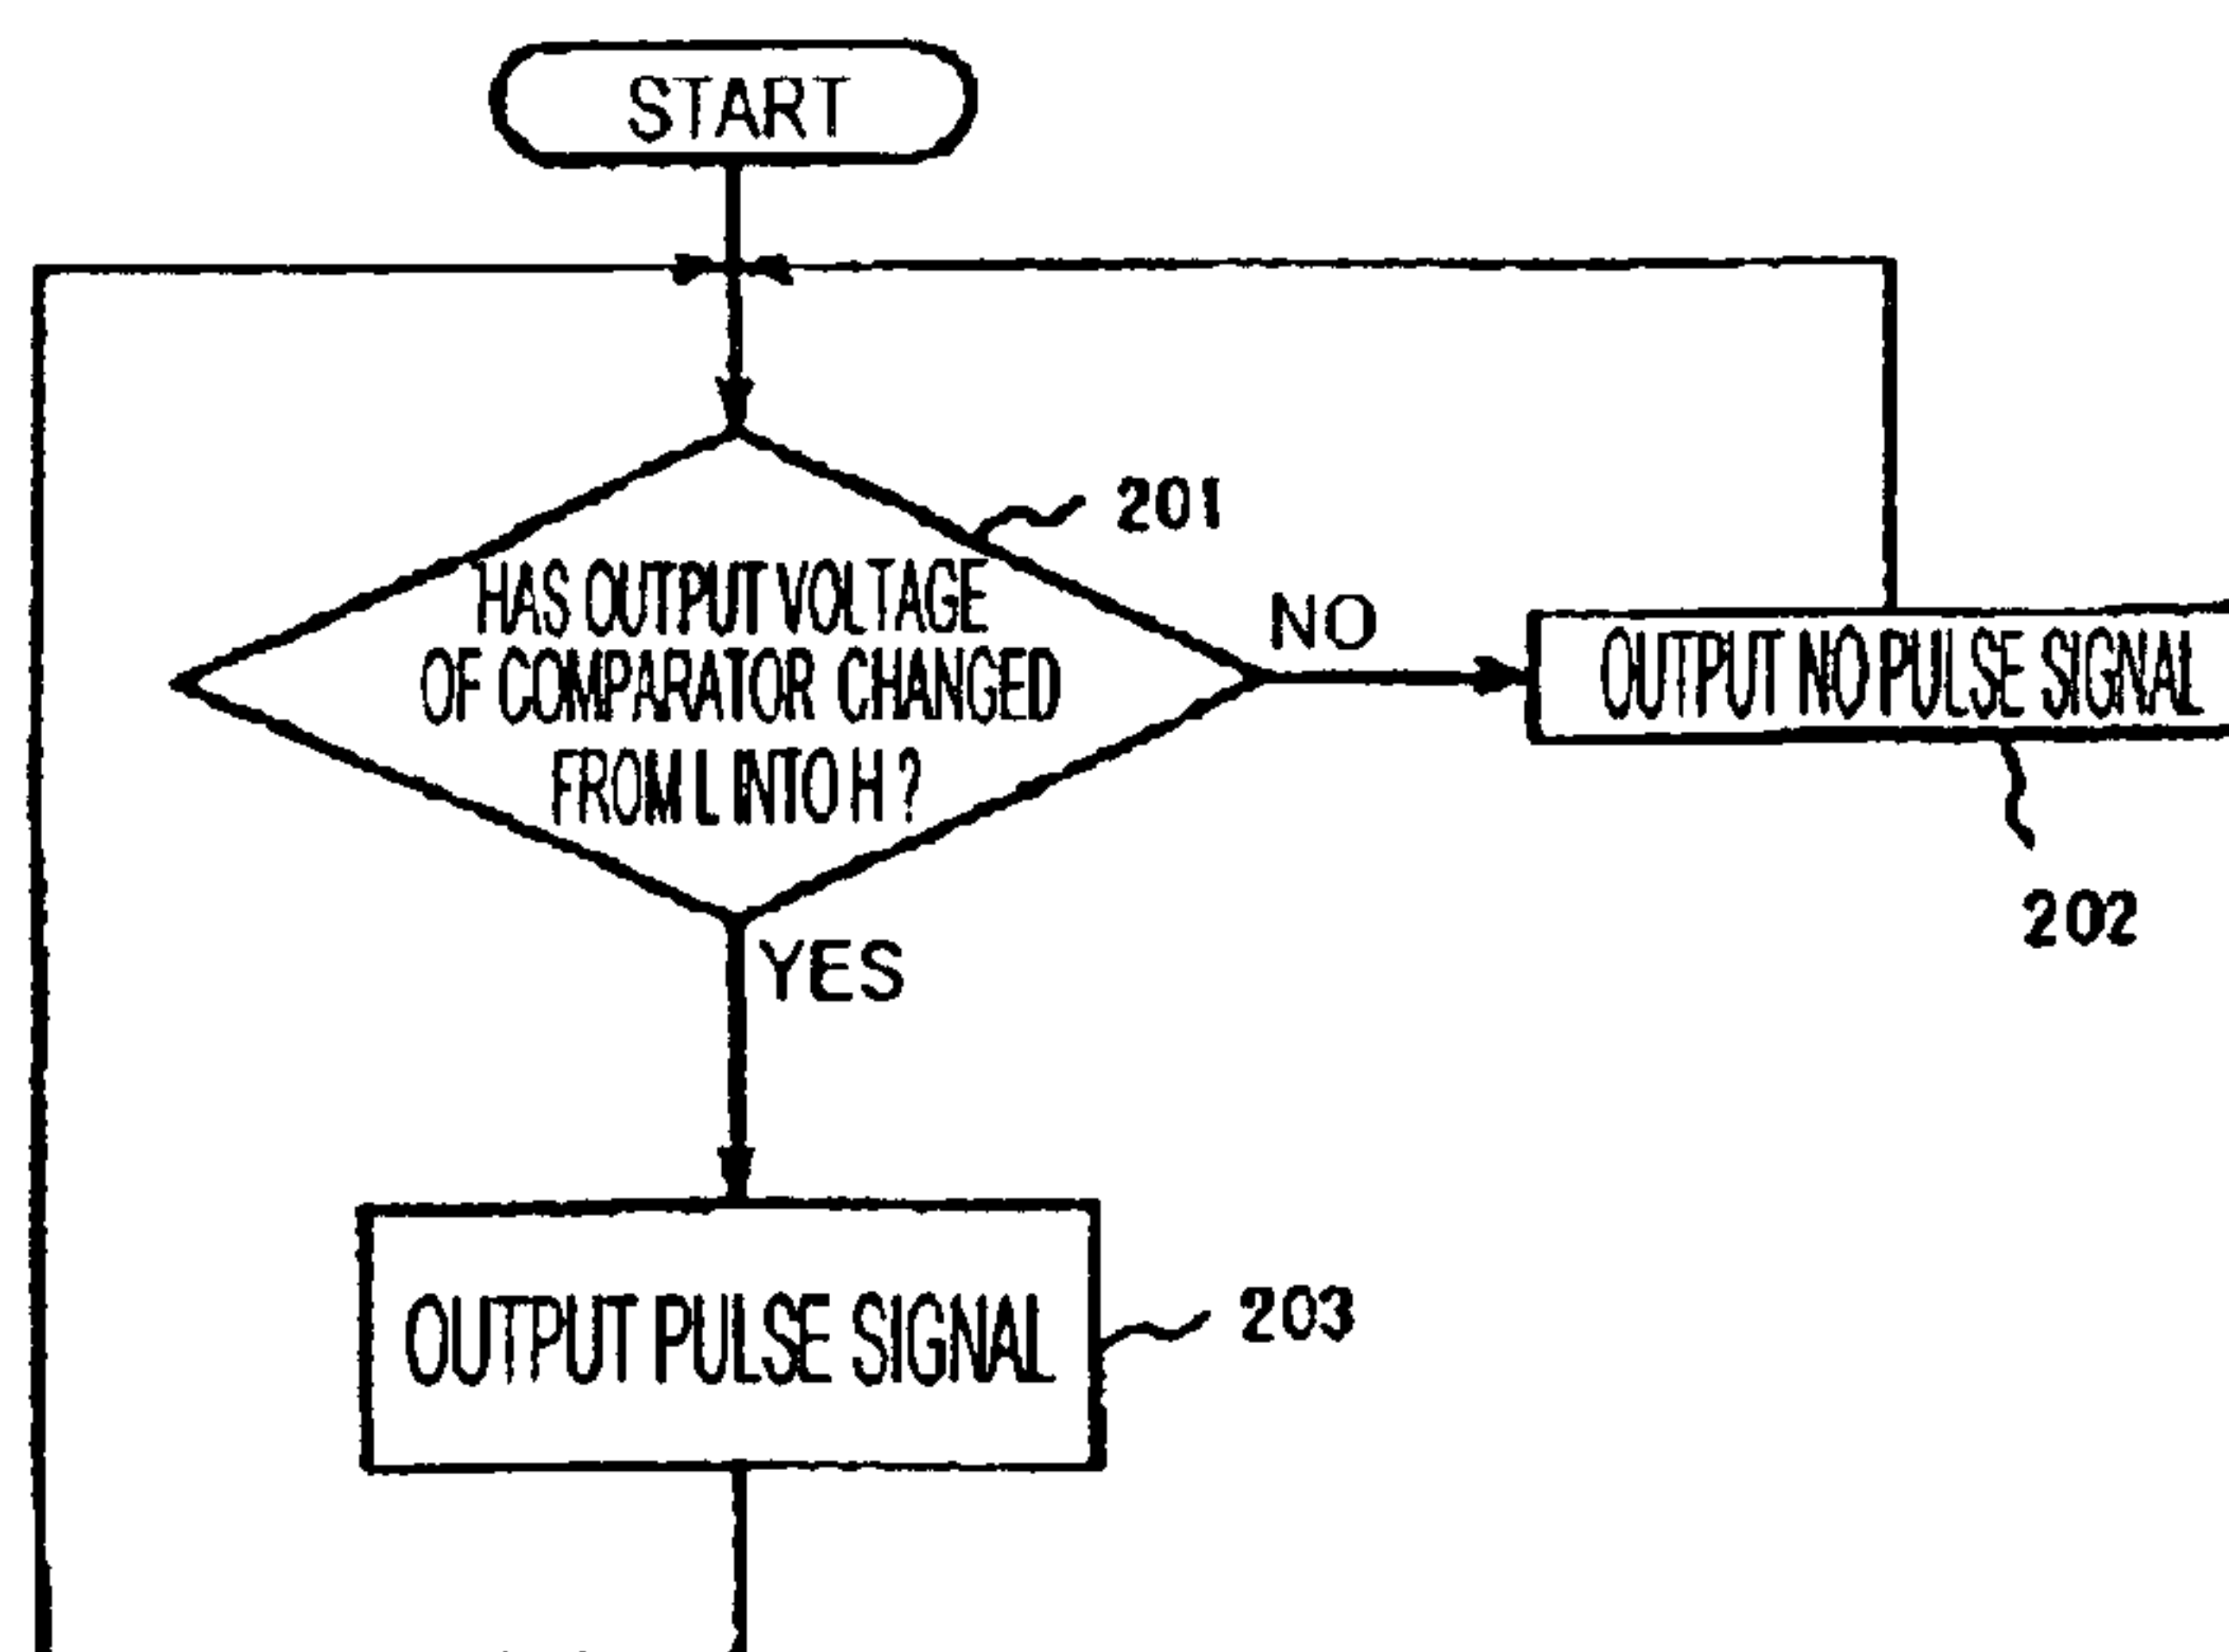 START
201
HAS OUTPUT VOLTAGE
OF COMPARATOR CHANGED
FROM L INTO H ?
NO
OUTPUT NO PULSE SIGNAL
202
YES
OUTPUT PULSE SIGNAL
203